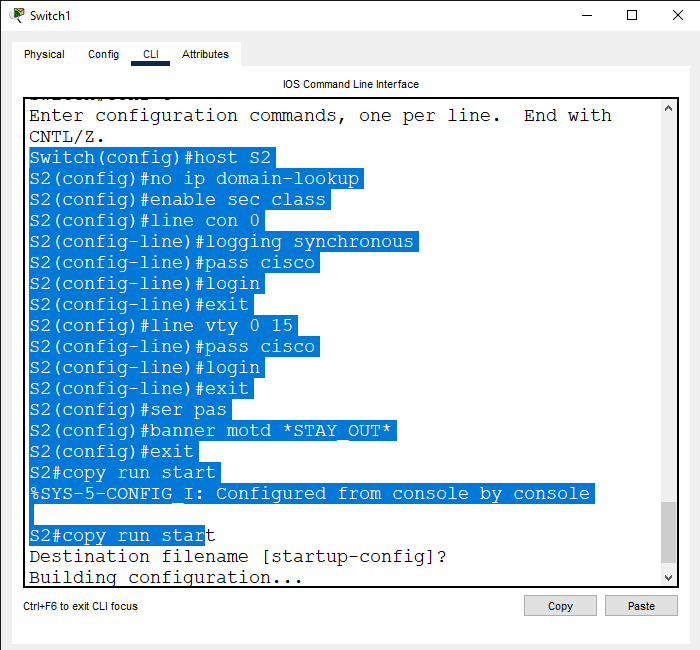 Switch1
Physical Config CLI Attributes
IOS Command Line Interface
Enter configuration commands, one per line.  End with
CNTL/Z.
Switch(config)#host S2
S2(config)#no ip domain-lookup
S2(config)#enable sec class
S2(config)#line con 0
S2(config-line)#logging synchronous
S2(config-line)#pass cisco
S2(config-line)#login
S2(config-line)#exit
S2(config)#line vty 0 15
S2(config-line)#pass cisco
S2(config-line)#login
S2(config-line)#exit
S2(config)#ser pas
S2(config)#banner motd *STAY_OUT*
S2(config)#exit
S2#copy run start
%SYS-5-CONFIG_I: Configured from console by console
S2#copy run start
Destination filename [startup-config]?
Building configuration...
Ctrl+F6 to exit CLI focus Copy Paste